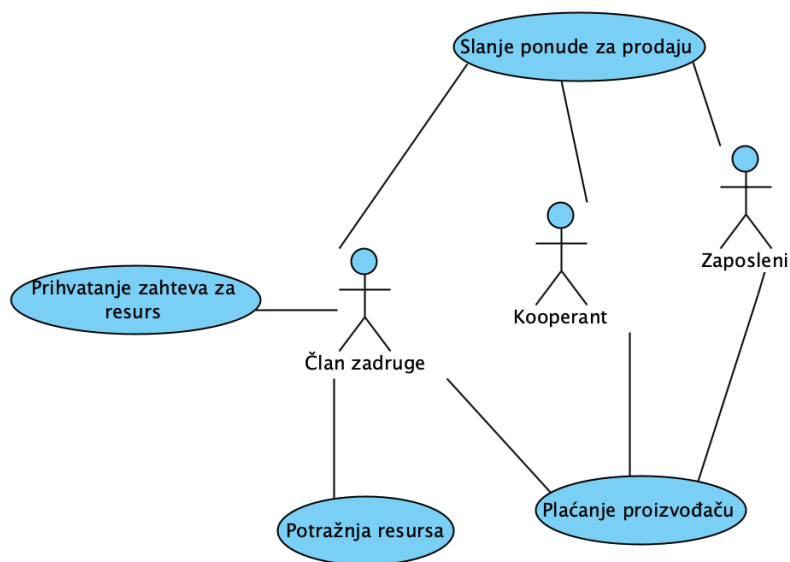 Slanje ponude za prodaju
Zaposleni
Prihvatanje zahteva za
resurs
Kooperant
Član zadruge
Plaćanje proizvođaču
Potražnja resursa